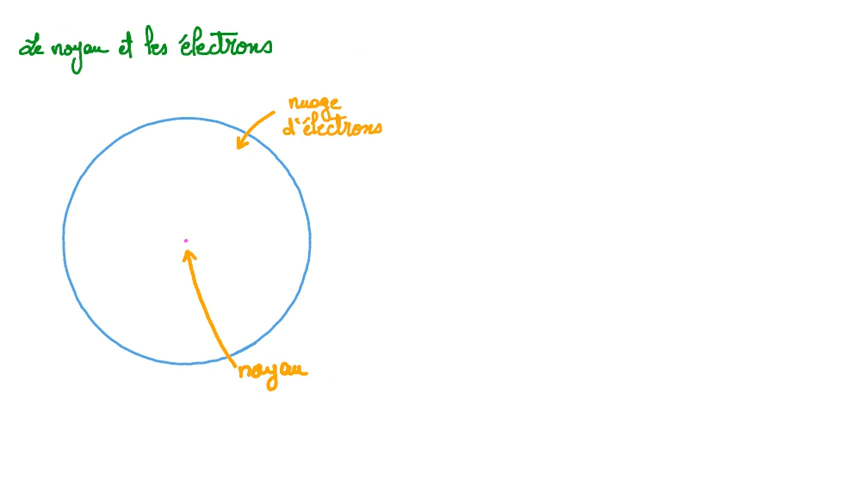 Le noyau et les électrons
nuage
d'électrons
noyau